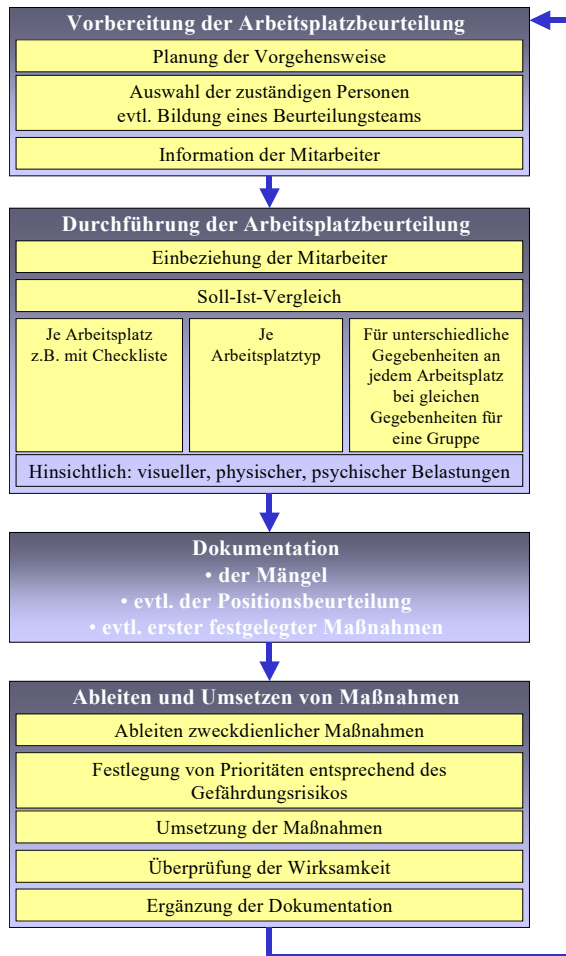 Vorbereitung der Arbeitsplatzbeurteilung
Planung der Vorgehensweise
Auswahl der zuständigen Personen
evtl. Bildung eines Beurteilungsteams
Information der Mitarbeiter
Durchführung der Arbeitsplatzbeurteilung
Einbeziehung der Mitarbeiter
Soll-Ist-Vergleich
Je Arbeitsplatz
z.B. mit Checkliste
Je
Arbeitsplatztyp
Für unterschiedliche
Gegebenheiten an
jedem Arbeitsplatz
bei gleichen
Gegebenheiten für
eine Gruppe
Hinsichtlich: visueller, physischer, psychischer Belastungen
Dokumentation
• der Mängel
• evtl. der Positionsbeurteilung
• evtl. erster festgelegter Maßnahmen
Ableiten und Umsetzen von Maßnahmen
Ableiten zweckdienlicher Maßnahmen
Festlegung von Prioritäten entsprechend des
Gefährdungsrisikos
Umsetzung der Maßnahmen
Überprüfung der Wirksamkeit
Ergänzung der Dokumentation